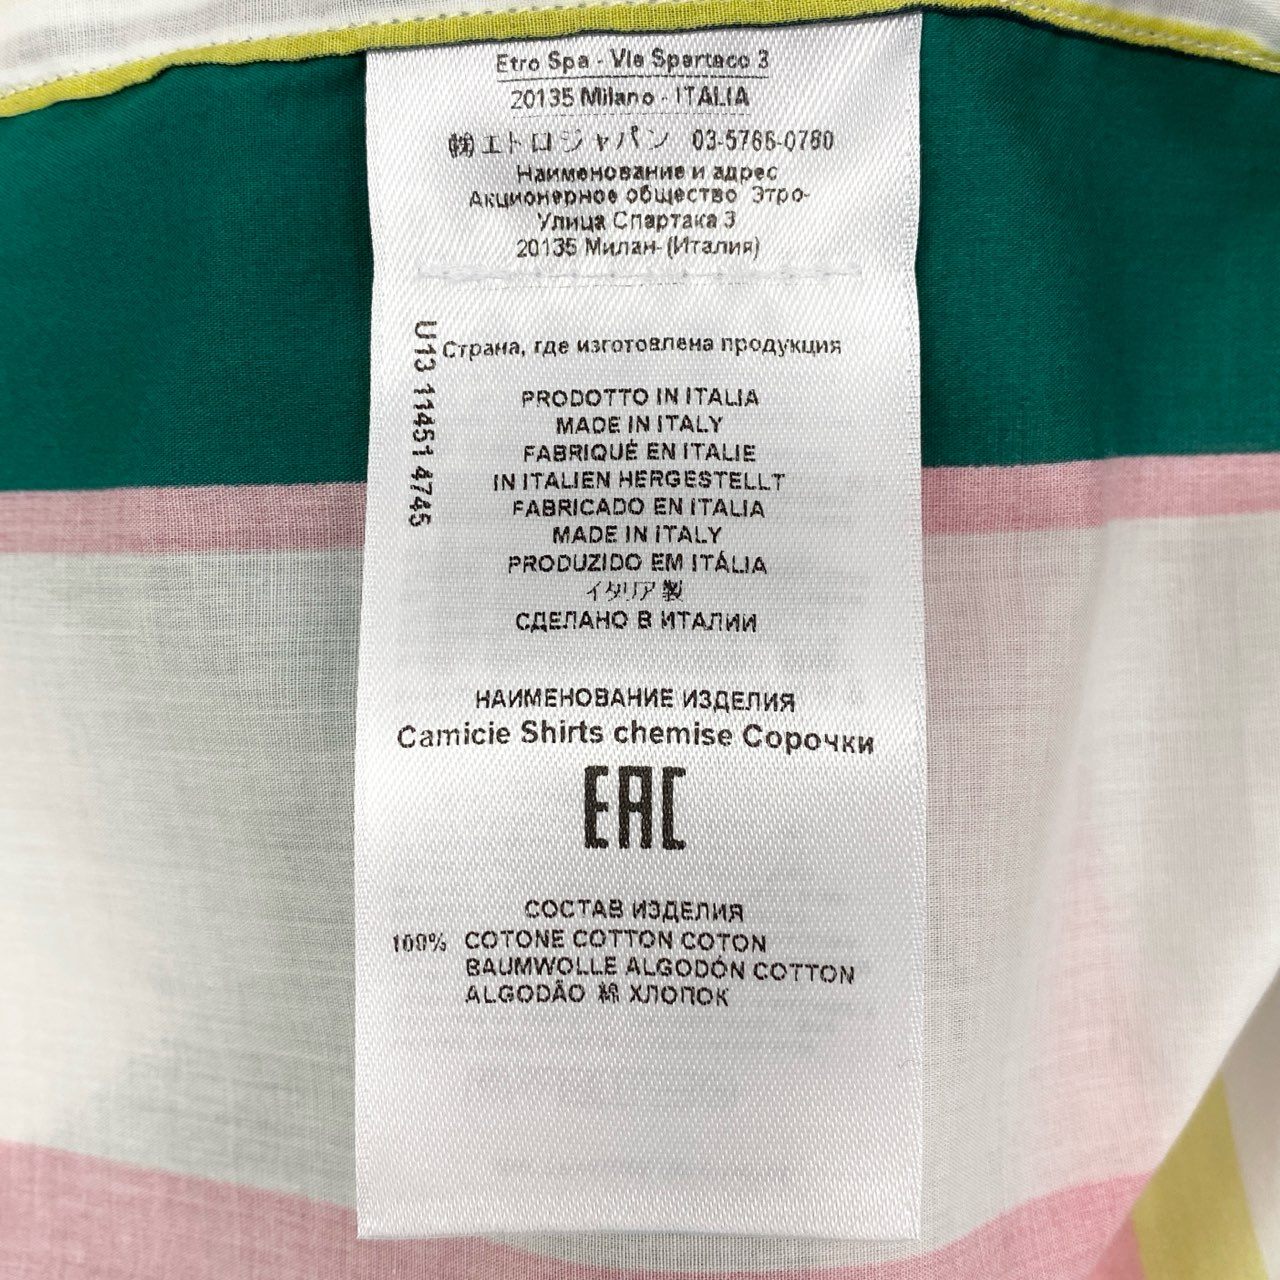 Etro Spa - Via Spartaco 3
20135 Milano - ITALIA
㈱エトロジャパン 03-5766-0780
Наименование и адрес
Акционерное общество Этро-
Улица Спартака 3
20135 Милан- (Италия)
U13 11451 4745
Страна, где изготовлена продукция
PRODOTTO IN ITALIA
MADE IN ITALY
FABRIQUÉ EN ITALIE
IN ITALIEN HERGESTELLT
FABRICADO EN ITALIA
MADE IN ITALY
PRODUZIDO EM ITÁLIA
イタリア製
СДЕЛАНО В ИТАЛИИ
НАИМЕНОВАНИЕ ИЗДЕЛИЯ
Camicie Shirts chemise Сорочки
EAC
СОСТАВ ИЗДЕЛИЯ
100% COTONE COTTON COTON
BAUMWOLLE ALGODÓN COTTON
ALGODÃO 綿 ХЛОПОК